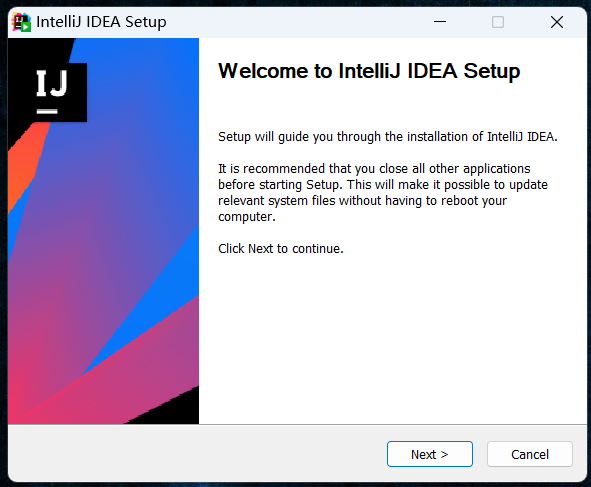 IntelliJ IDEA Setup
IJ
Welcome to IntelliJ IDEA Setup
Setup will guide you through the installation of IntelliJ IDEA.
It is recommended that you close all other applications
before starting Setup. This will make it possible to update
relevant system files without having to reboot your
computer.
Click Next to continue.
Next >
Cancel